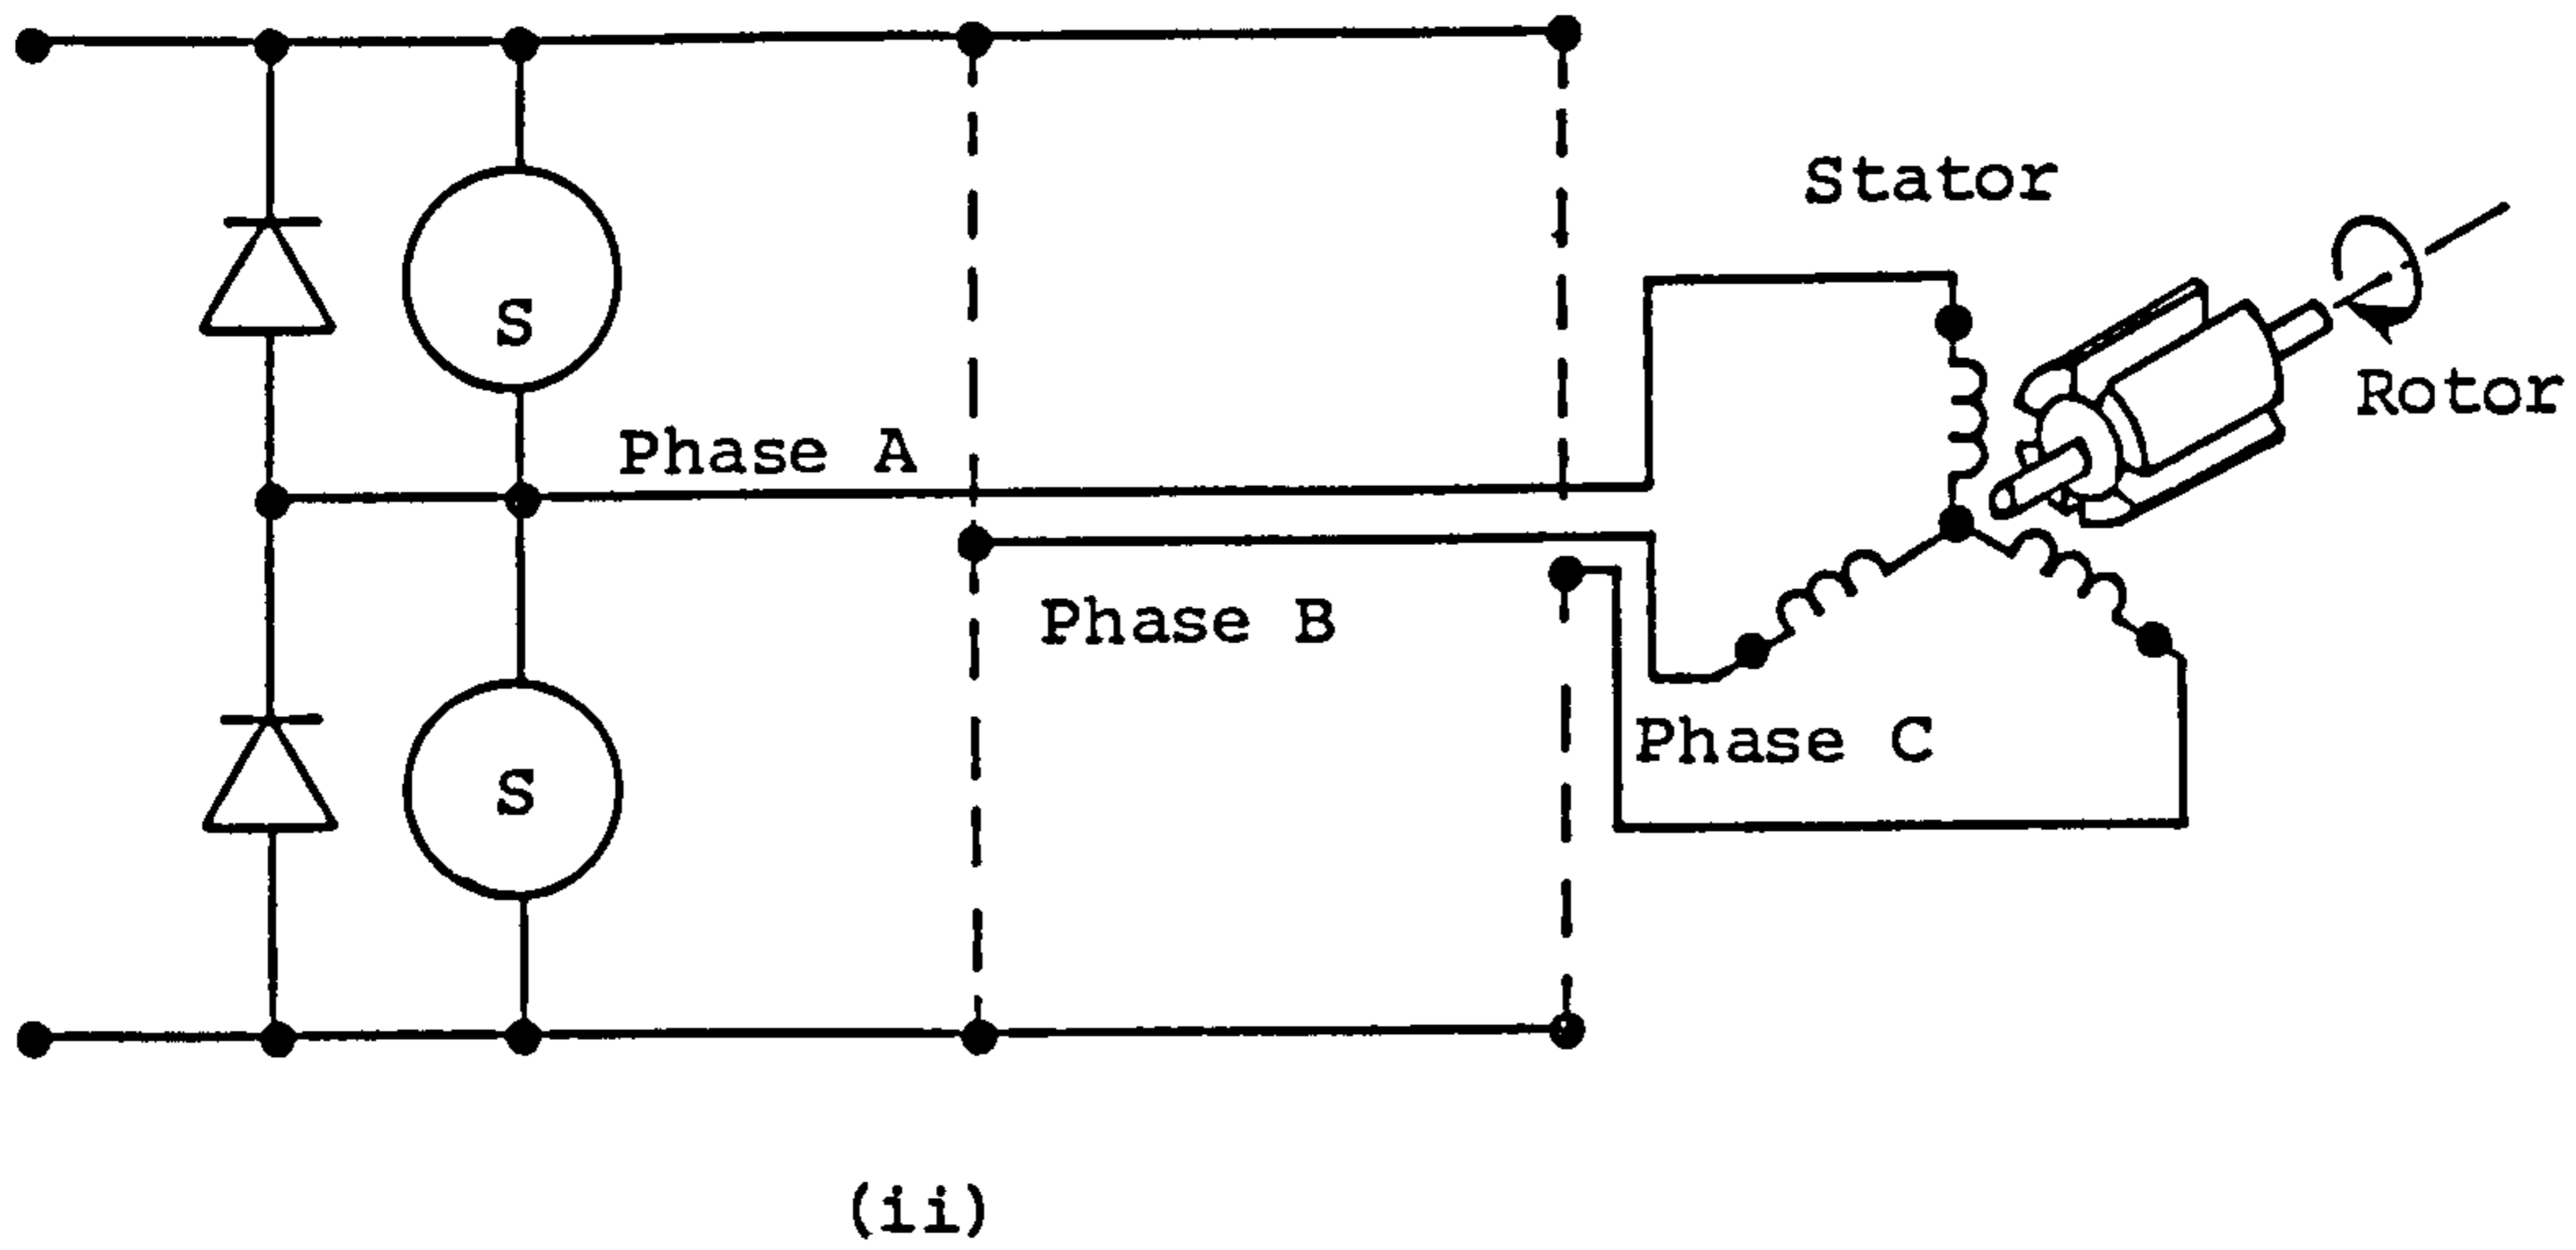 Stator
Rotor
S
Phase A
Phase B
Phase C
S
(ii)